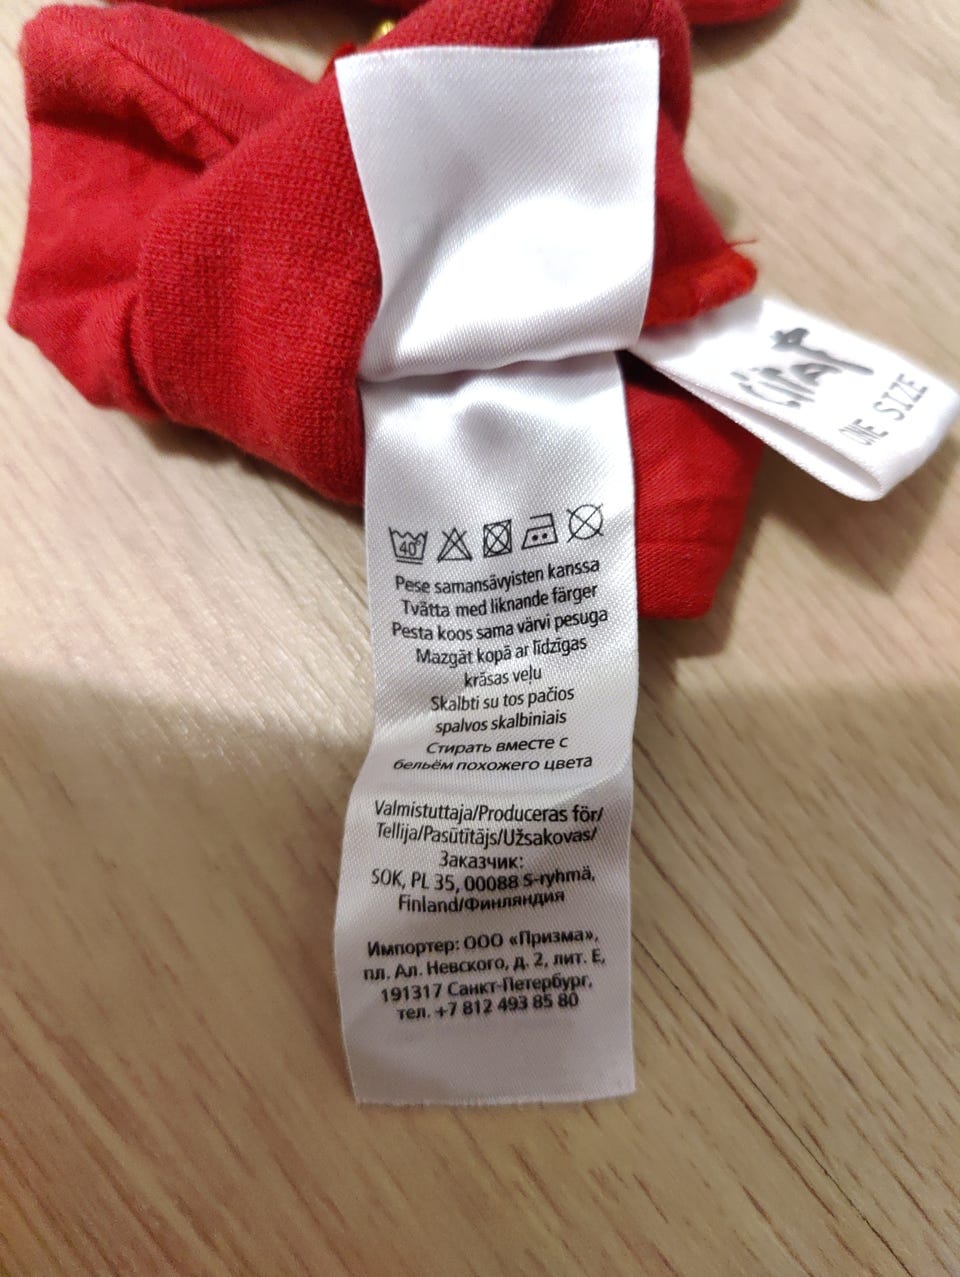 ONE SIZE
40
Pese samansävyisten kanssa
Tvätta med liknande färger
Pesta koos sama värvi pesuga
Mazgāt kopā ar līdzīgas
krāsas veļu
Skalbti su tos pačios
spalvos skalbiniais
Стирать вместе с
бельём похожего цвета
Valmistuttaja/Produceras för/
Tellija/Pasūtītājs/Užsakovas/
Заказчик:
SOK, PL 35, 00088 S-ryhmä,
Finland/Финляндия
Импортер: ООО «Призма»,
пл. Ал. Невского, д. 2, лит. Е,
191317 Санкт-Петербург,
тел. +7 812 493 85 80